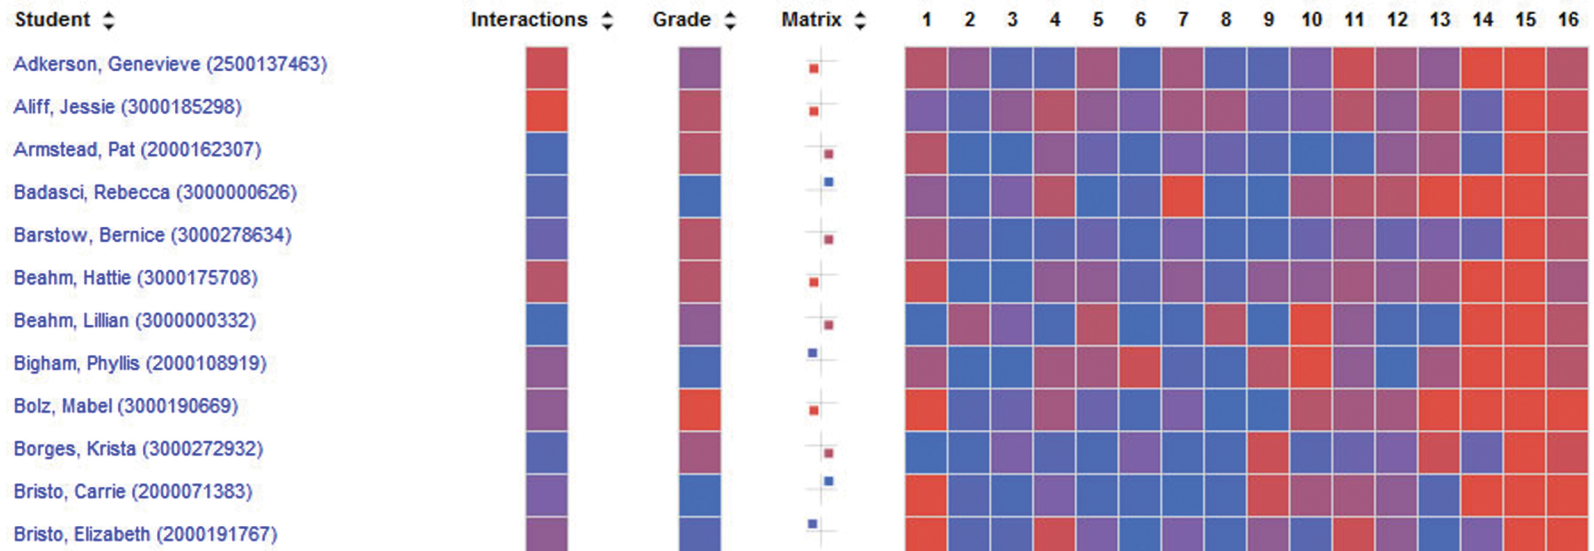 Student Interactions Grade Matrix 1 2 3 4 5 6 7 8 9 10 11 12 13 14 15 16
Adkerson, Genevieve (2500137463)
Aliff, Jessie (3000185298)
Armstead, Pat (2000162307)
Badasci, Rebecca (3000000626)
Barstow, Bernice (3000278634)
Beahm, Hattie (3000175708)
Beahm, Lillian (3000000332)
Bigham, Phyllis (2000108919)
Bolz, Mabel (3000190669)
Borges, Krista (3000272932)
Bristo, Carrie (2000071383)
Bristo, Elizabeth (2000191767)